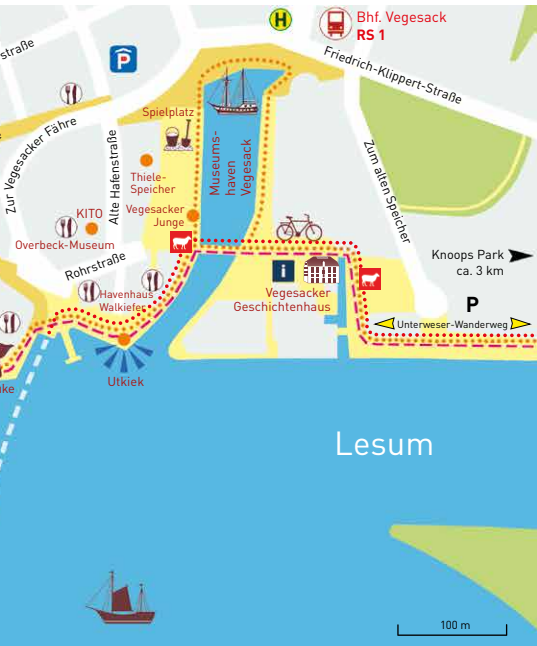 H
Bhf. Vegesack
RS 1
Friedrich-Klippert-Straße
straße
P
Spielplatz
Zur Vegesacker Fähre
Alte Hafenstraße
Museums-
haven
Vegesack
Thiele-
Speicher
Zum alten Speicher
KITO
Vegesacker
Junge
Overbeck-Museum
Rohrstraße
Knoops Park
ca. 3 km
i
Vegesacker
Geschichtenhaus
Havenhaus
Walkiefer
P
Unterweser-Wanderweg
Utkiek
uke
Lesum
100 m